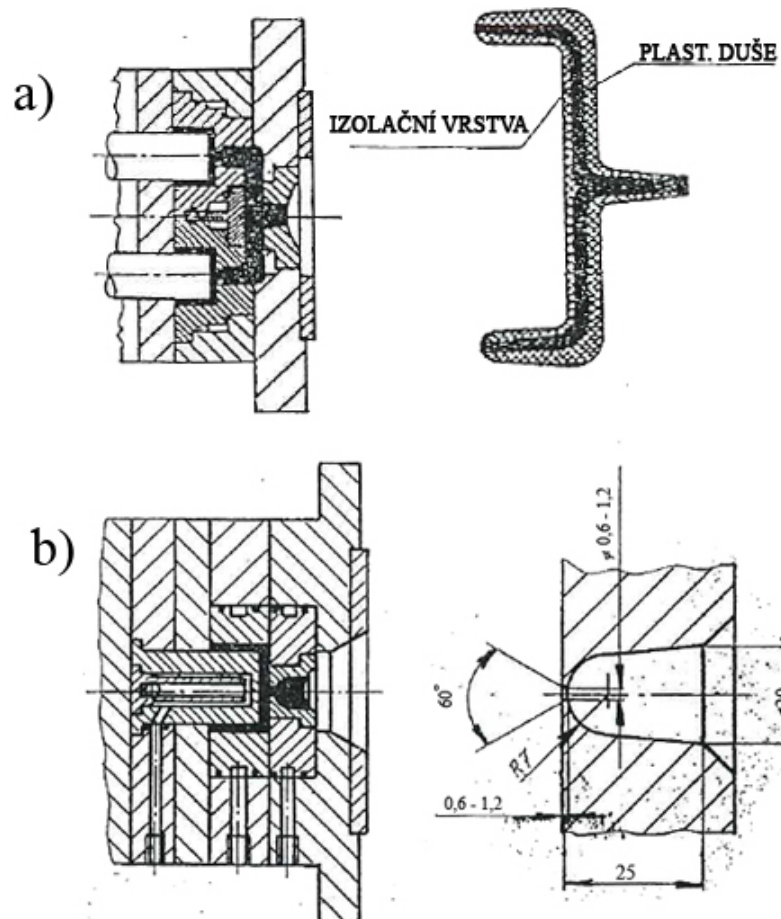 a)
PLAST. DUŠE
IZOLAČNÍ VRSTVA
b)
ø 0,6 - 1,2
60°
R7
0,6 - 1,2
25